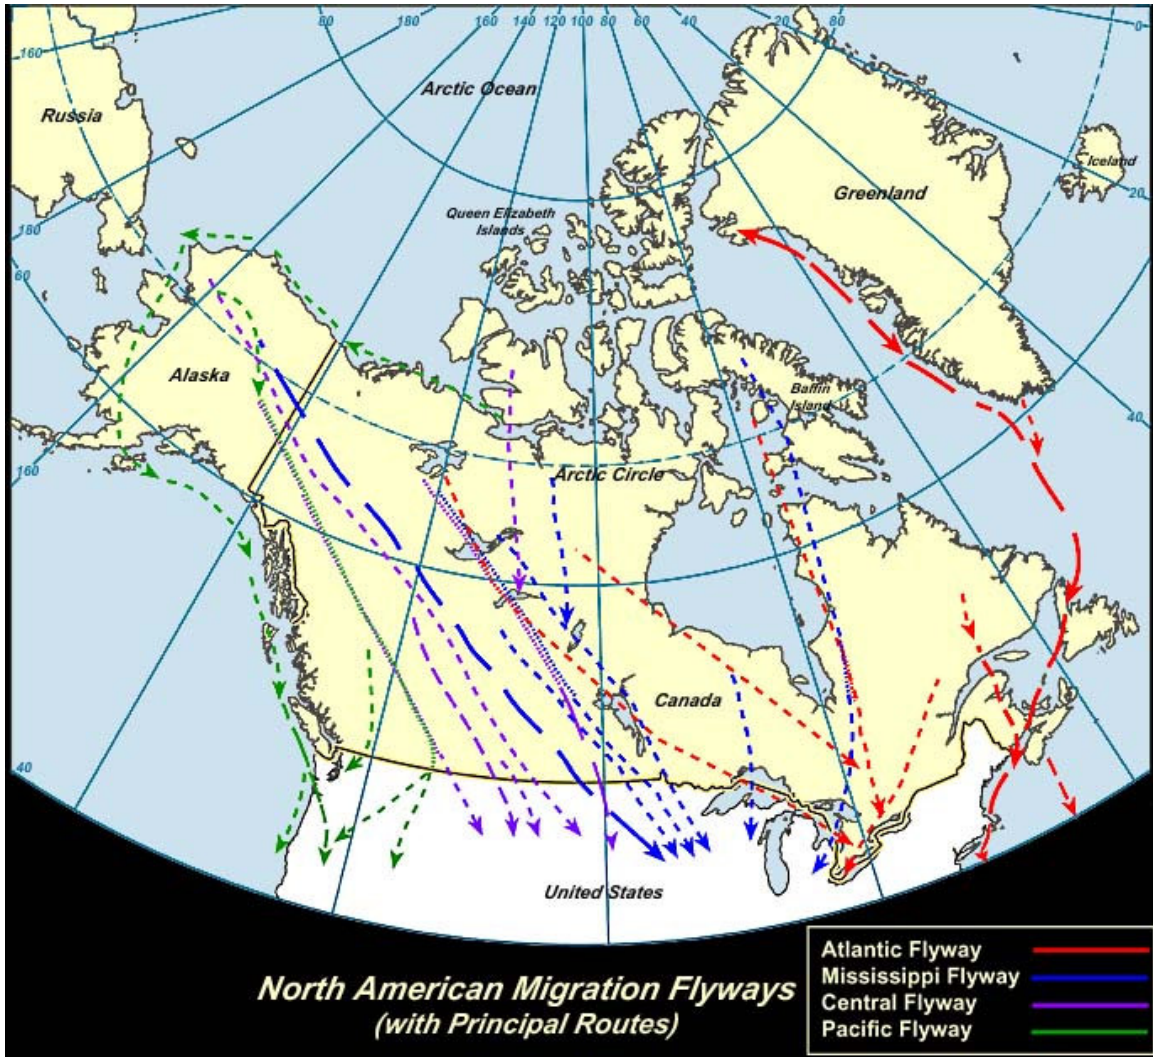 80 180 160 140 120 100 80 60 40 20 80
0
160
Arctic Ocean
Russia
Iceland
20
Greenland
Queen Elizabeth
Islands
180
60
Alaska
Baffin
Island
40
160
Arctic Circle
Canada
40
United States
North American Migration Flyways
(with Principal Routes)
Atlantic Flyway
Mississippi Flyway
Central Flyway
Pacific Flyway